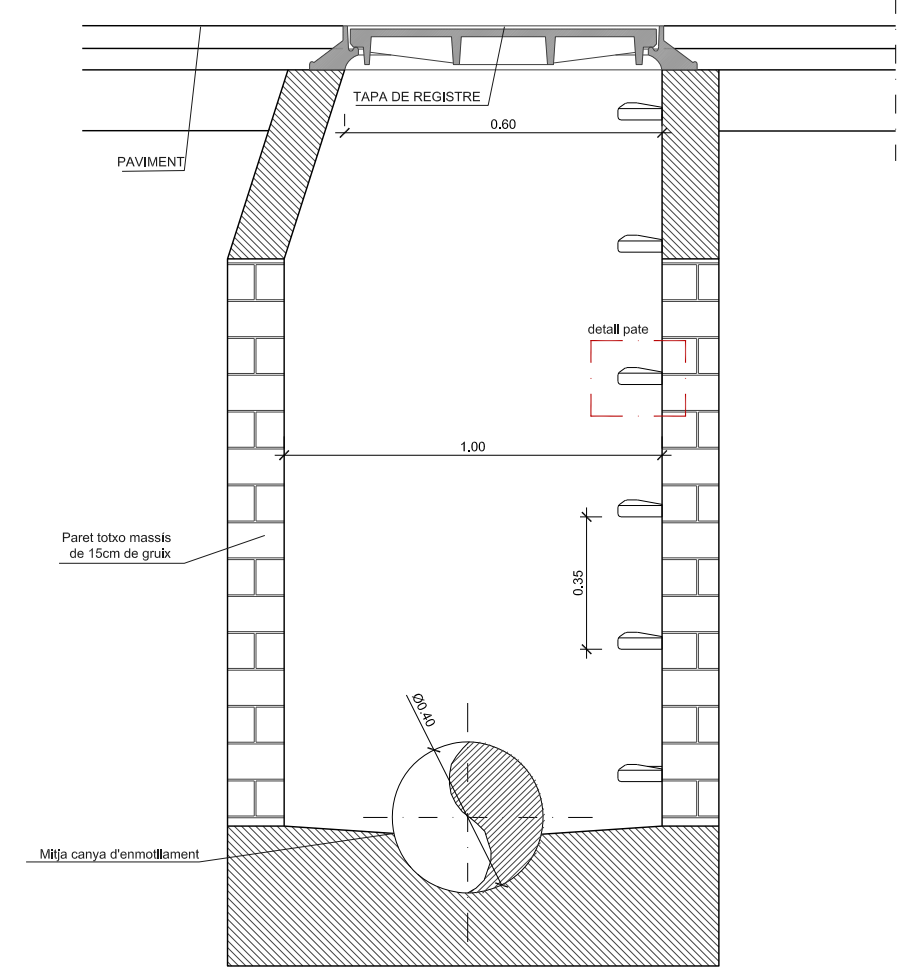 TAPA DE REGISTRE
0.60
PAVIMENT
detall pate
1.00
Paret totxo massís
de 15cm de gruix
0.35
Ø0.40
Mitja canya d'enmotllament